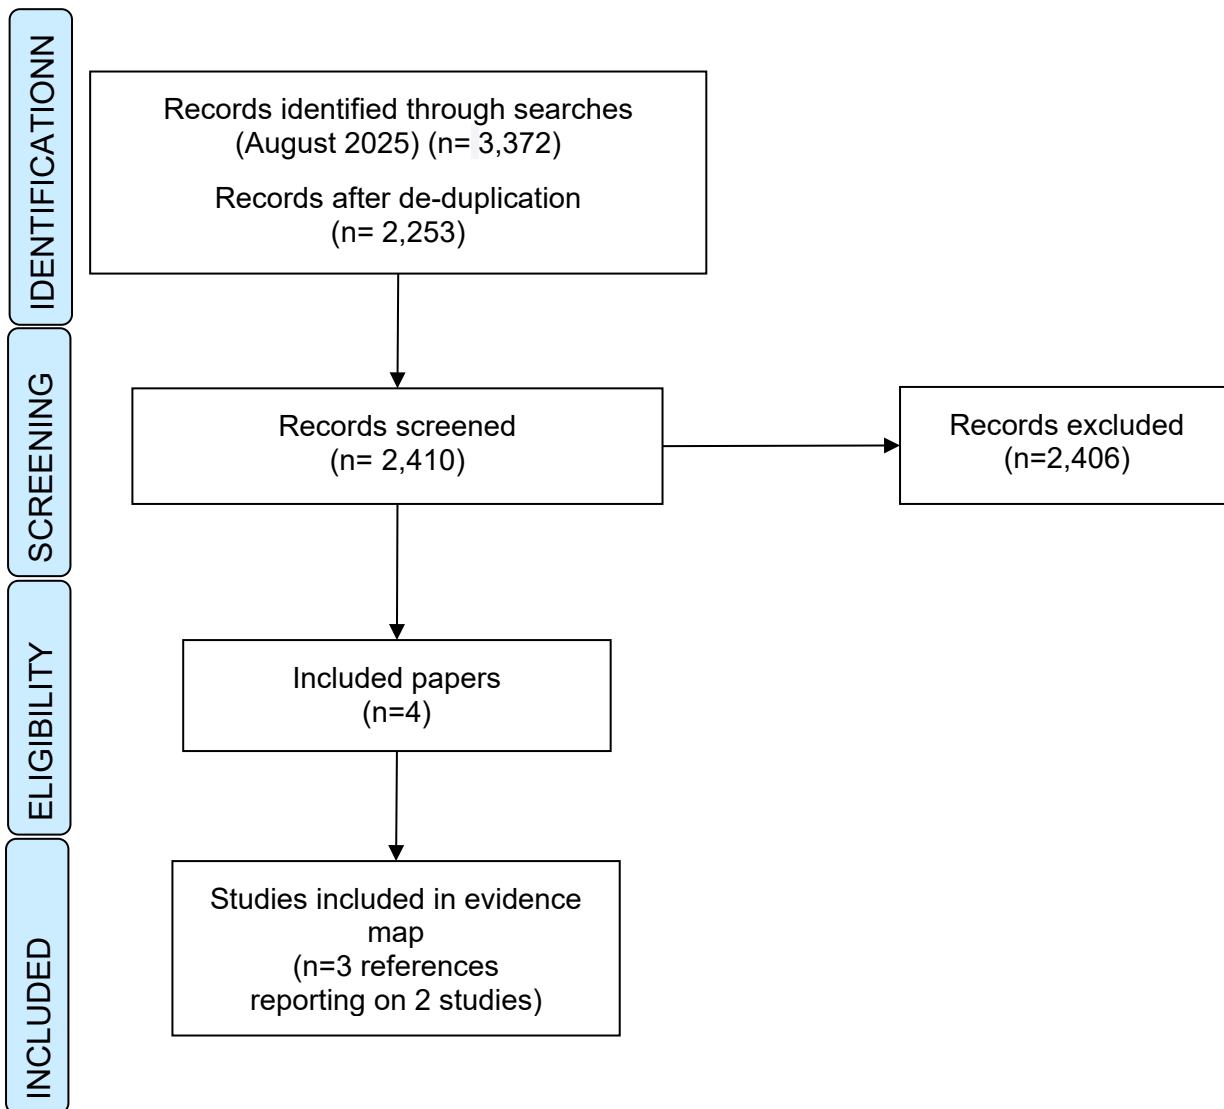 IDENTIFICATIONN
Records identified through searches
(August 2025) (n= 3,372)
Records after de-duplication
(n= 2,253)
SCREENING
Records screened
(n= 2,410)
Records excluded
(n=2,406)
ELIGIBILITY
Included papers
(n=4)
INCLUDED
Studies included in evidence
map
(n=3 references
reporting on 2 studies)